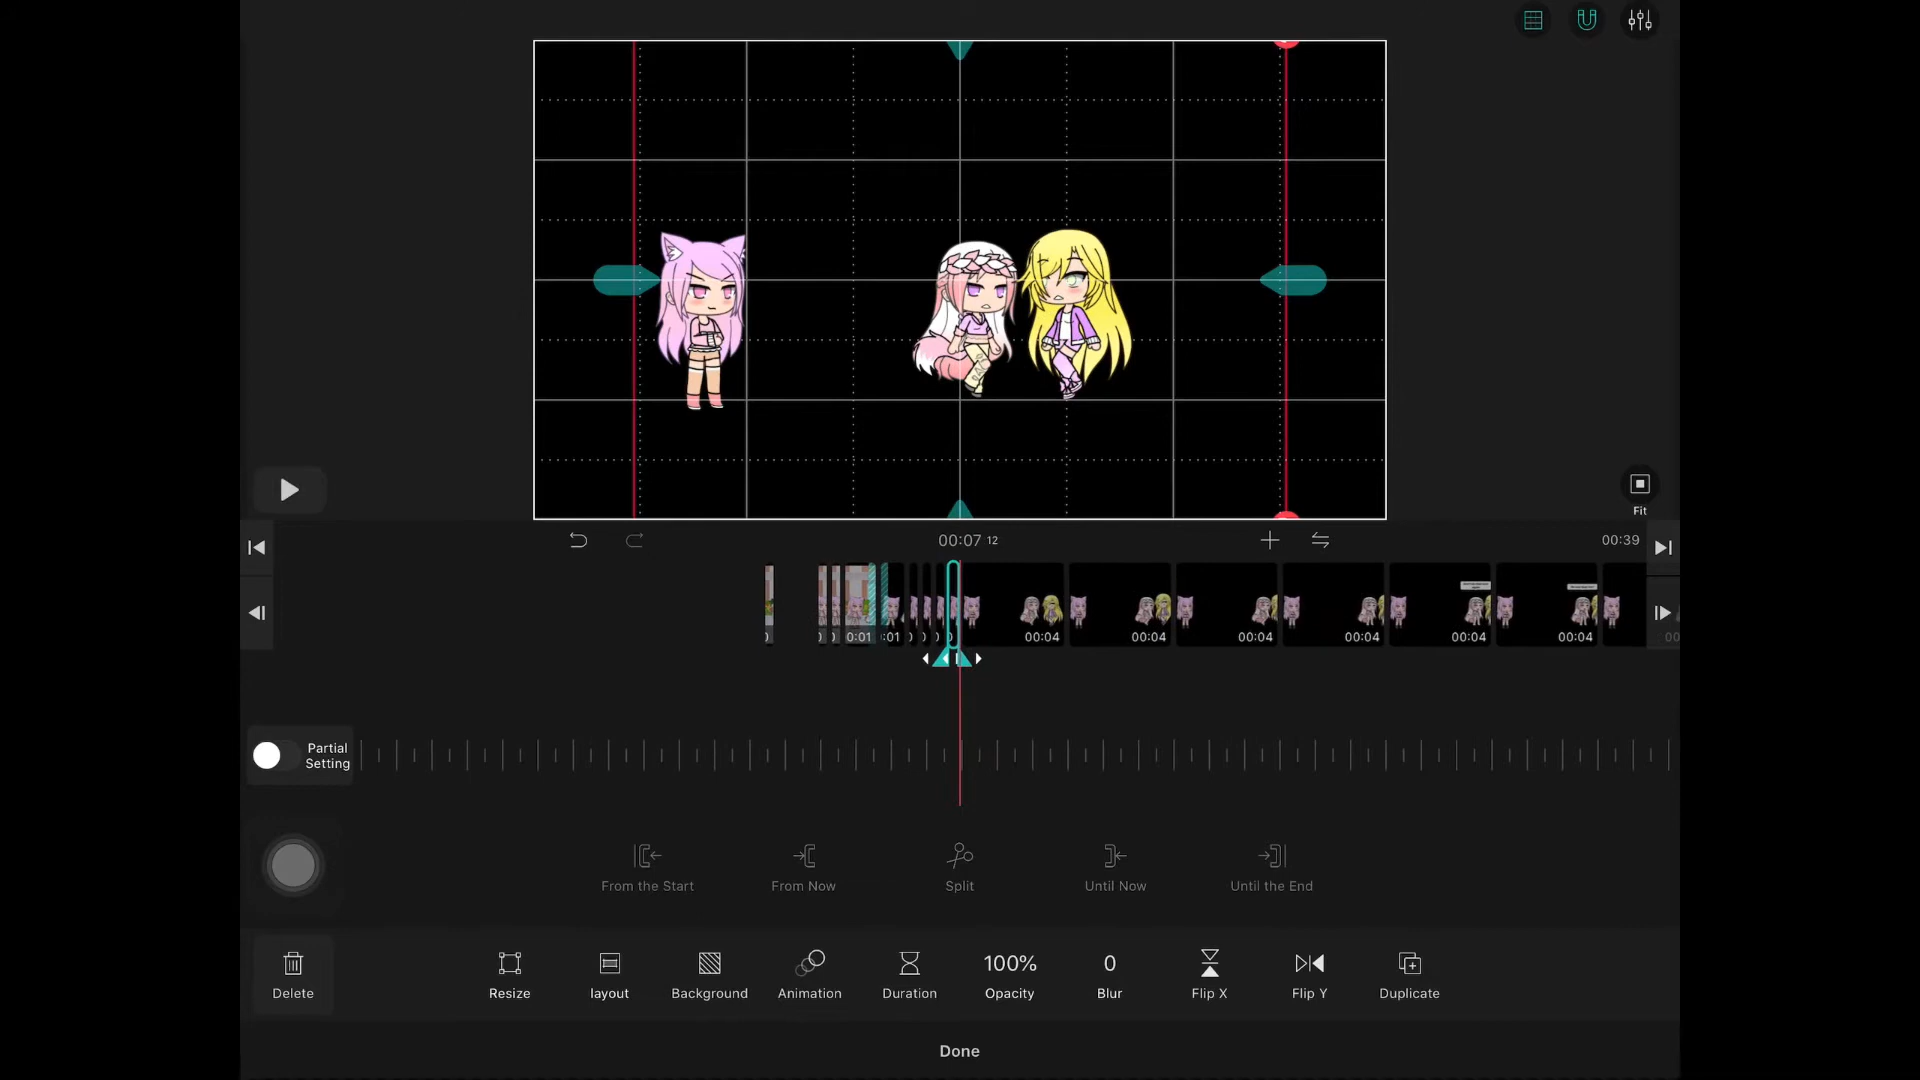 Fit
00:07 12
00:39
0:01
:01
00:04
00:04
00:04
00:04
00:04
00:04
00
Partial
Setting
From the Start
From Now
Split
Until Now
Until the End
100%
0
Delete
Resize
layout
Background
Animation
Duration
Opacity
Blur
Flip X
Flip Y
Duplicate
Done